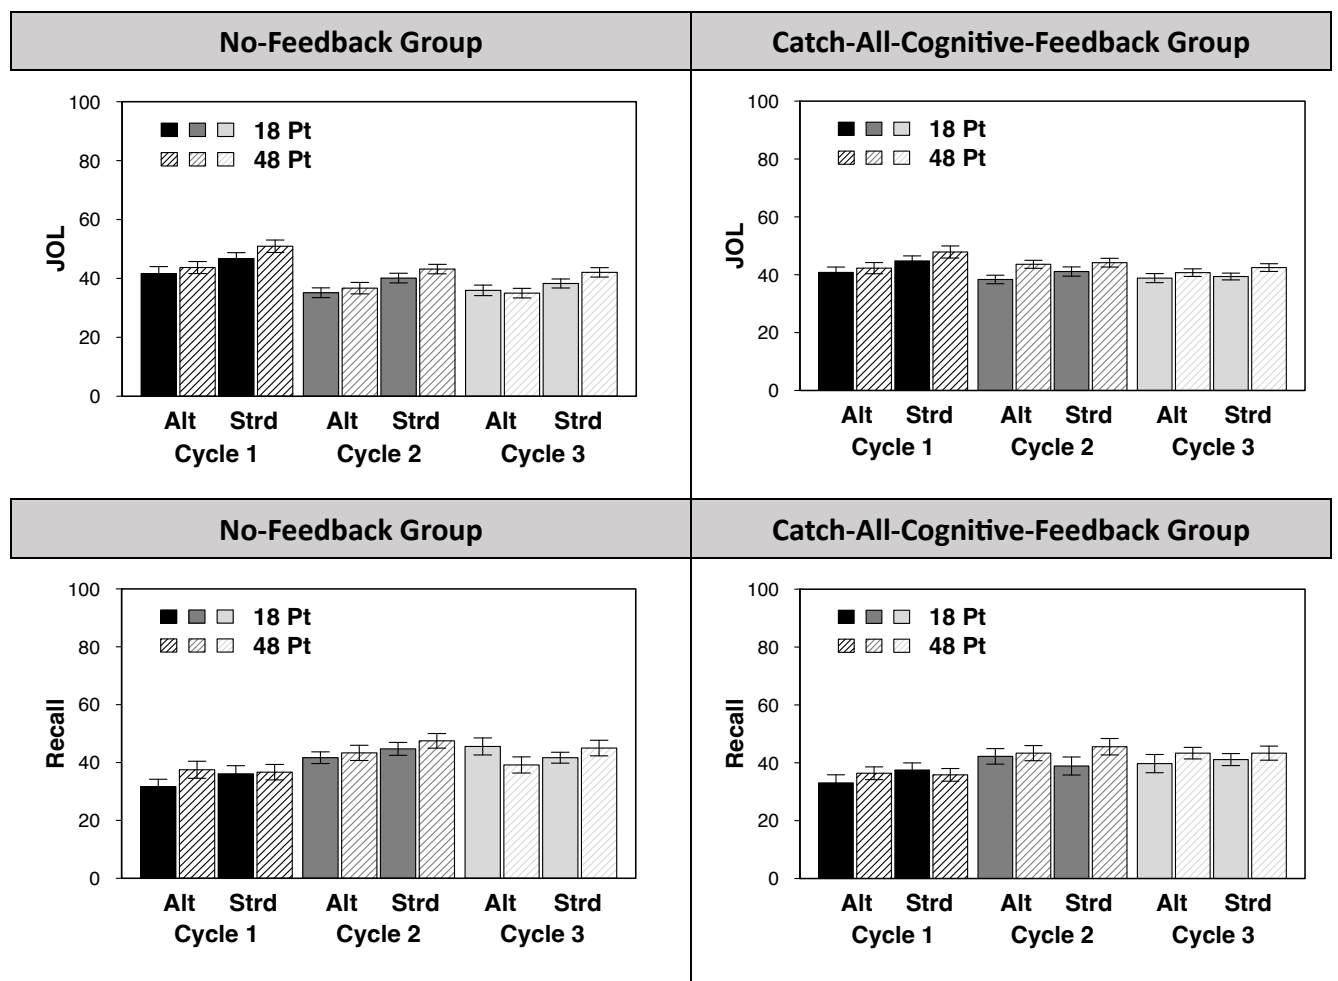 No-Feedback Group
Catch-All-Cognitive-Feedback Group
100
80
60
40
20
0
JOL
18 Pt
48 Pt
Alt Strd Alt Strd Alt Strd
Cycle 1 Cycle 2 Cycle 3
100
80
60
40
20
0
JOL
18 Pt
48 Pt
Alt Strd Alt Strd Alt Strd
Cycle 1 Cycle 2 Cycle 3
No-Feedback Group
Catch-All-Cognitive-Feedback Group
100
80
60
40
20
0
Recall
18 Pt
48 Pt
Alt Strd Alt Strd Alt Strd
Cycle 1 Cycle 2 Cycle 3
100
80
60
40
20
0
Recall
18 Pt
48 Pt
Alt Strd Alt Strd Alt Strd
Cycle 1 Cycle 2 Cycle 3